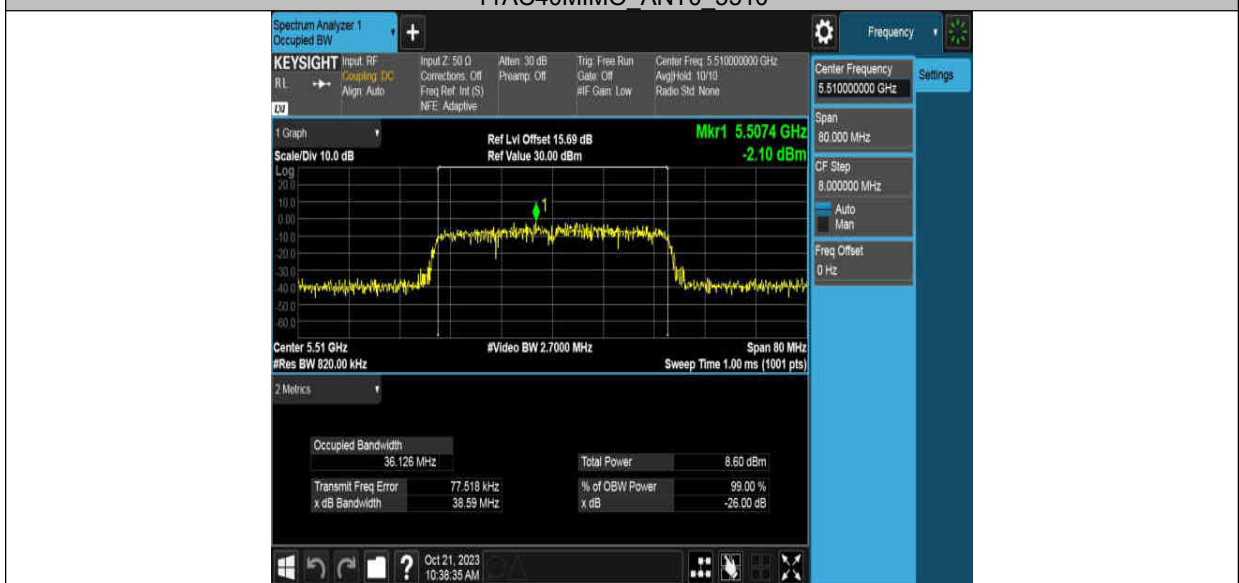 11AC40MIMO_ANT0_5510
Spectrum Analyzer 1
Occupied BW
Frequency
KEYSIGHT
RL
LXI
Input: RF
Coupling: DC
Align: Auto
Input Z: 50 Ω
Corrections: Off
Freq Ref: Int (S)
NFE: Adaptive
Atten: 30 dB
Preamp: Off
Trig: Free Run
Gate: Off
#IF Gain: Low
Center Freq: 5.510000000 GHz
Avg|Hold: 10/10
Radio Std: None
Center Frequency
5.510000000 GHz
Settings
Span
80.000 MHz
CF Step
8.000000 MHz
Auto
Man
Freq Offset
0 Hz
1 Graph
Scale/Div 10.0 dB
Ref Lvl Offset 15.69 dB
Ref Value 30.00 dBm
Mkr1 5.5074 GHz
-2.10 dBm
Log
20.0
10.0
0.00
-10.0
-20.0
-30.0
-40.0
-50.0
-60.0
1
Center 5.51 GHz
#Res BW 820.00 kHz
#Video BW 2.7000 MHz
Span 80 MHz
Sweep Time 1.00 ms (1001 pts)
2 Metrics
Occupied Bandwidth
36.126 MHz
Total Power 8.60 dBm
Transmit Freq Error 77.518 kHz
% of OBW Power 99.00 %
x dB Bandwidth 38.59 MHz
x dB -26.00 dB
?
Oct 21, 2023
10:38:35 AM